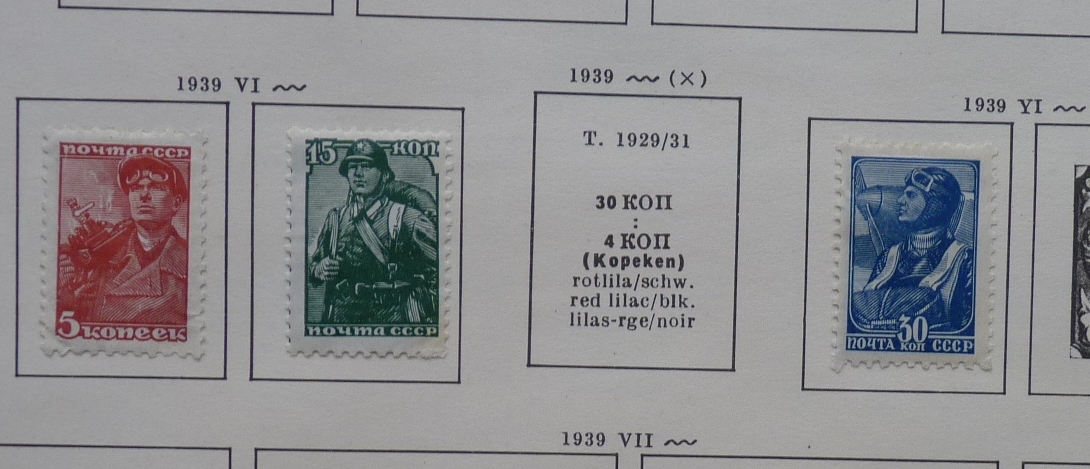 1939 VI
почта СССР
5 копеек
15 коп
почта СССР
1939 (X)
T. 1929/31
30 КОП
:
4 КОП
(Kopeken)
rotlila/schw.
red lilac/blk.
lilas-rge/noir
1939 YI
30
ПОЧТА КОП СССР
1939 VII